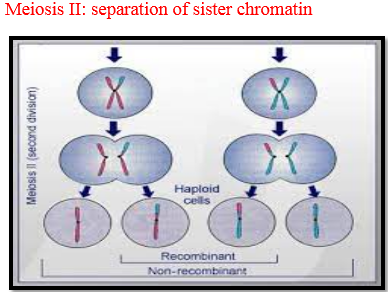 Meiosis II: separation of sister chromatin
Meiosis II (second division)
Haploid
cells
Recombinant
Non-recombinant